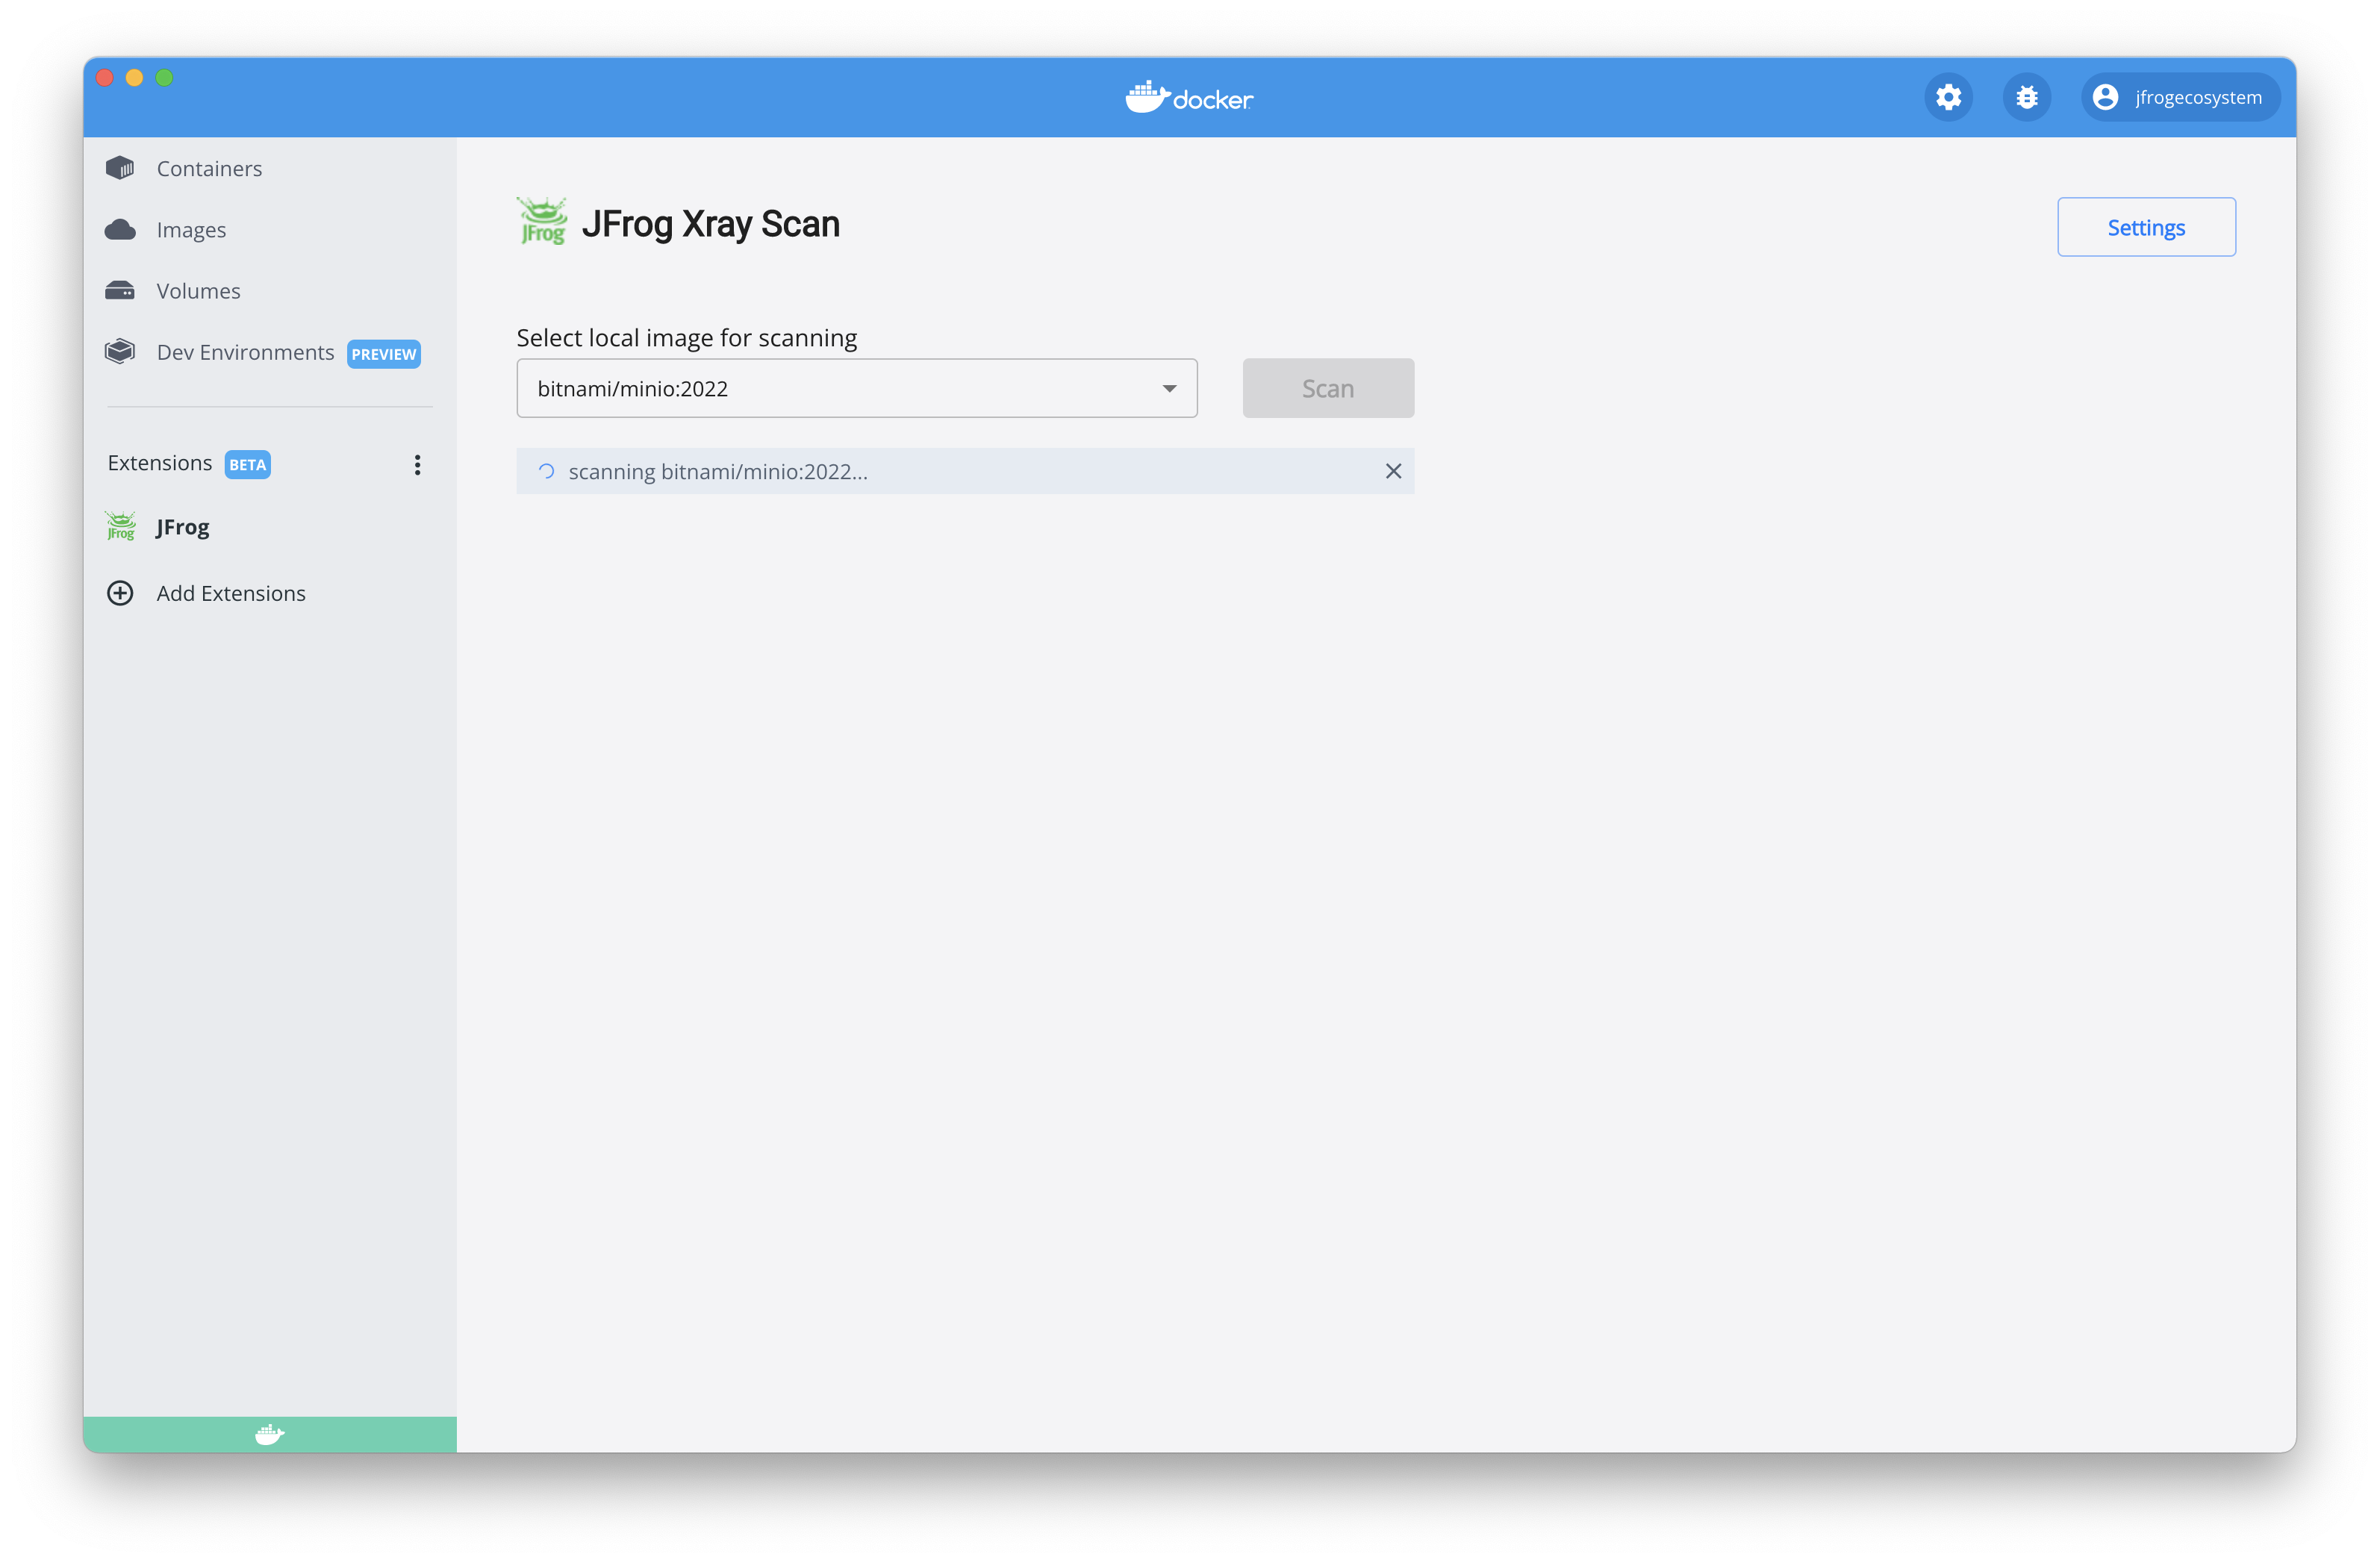 docker
jfrogecosystem
Containers
Images
Volumes
Dev Environments PREVIEW
Extensions BETA
JFrog
JFrog
Add Extensions
JFrog
JFrog Xray Scan
Settings
Select local image for scanning
bitnami/minio:2022
Scan
scanning bitnami/minio:2022...